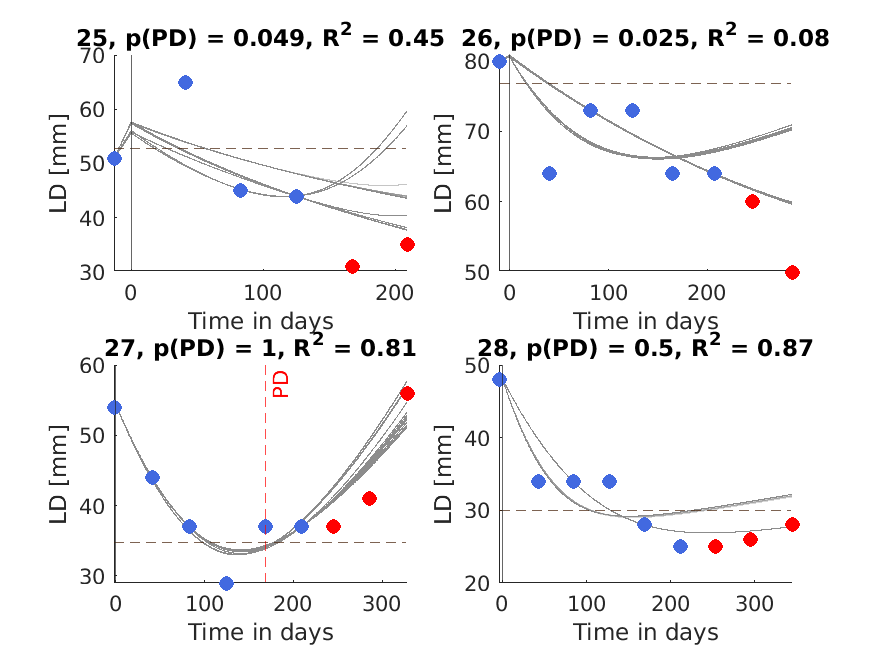 25, p(PD) = 0.049, R² = 0.45
26, p(PD) = 0.025, R² = 0.08
70
60
50
40
30
LD [mm]
0
100
200
Time in days
80
70
60
50
LD [mm]
0
100
200
Time in days
27, p(PD) = 1, R² = 0.81
28, p(PD) = 0.5, R² = 0.87
60
50
40
30
LD [mm]
PD
0
100
200
300
Time in days
50
40
30
20
LD [mm]
0
100
200
300
Time in days